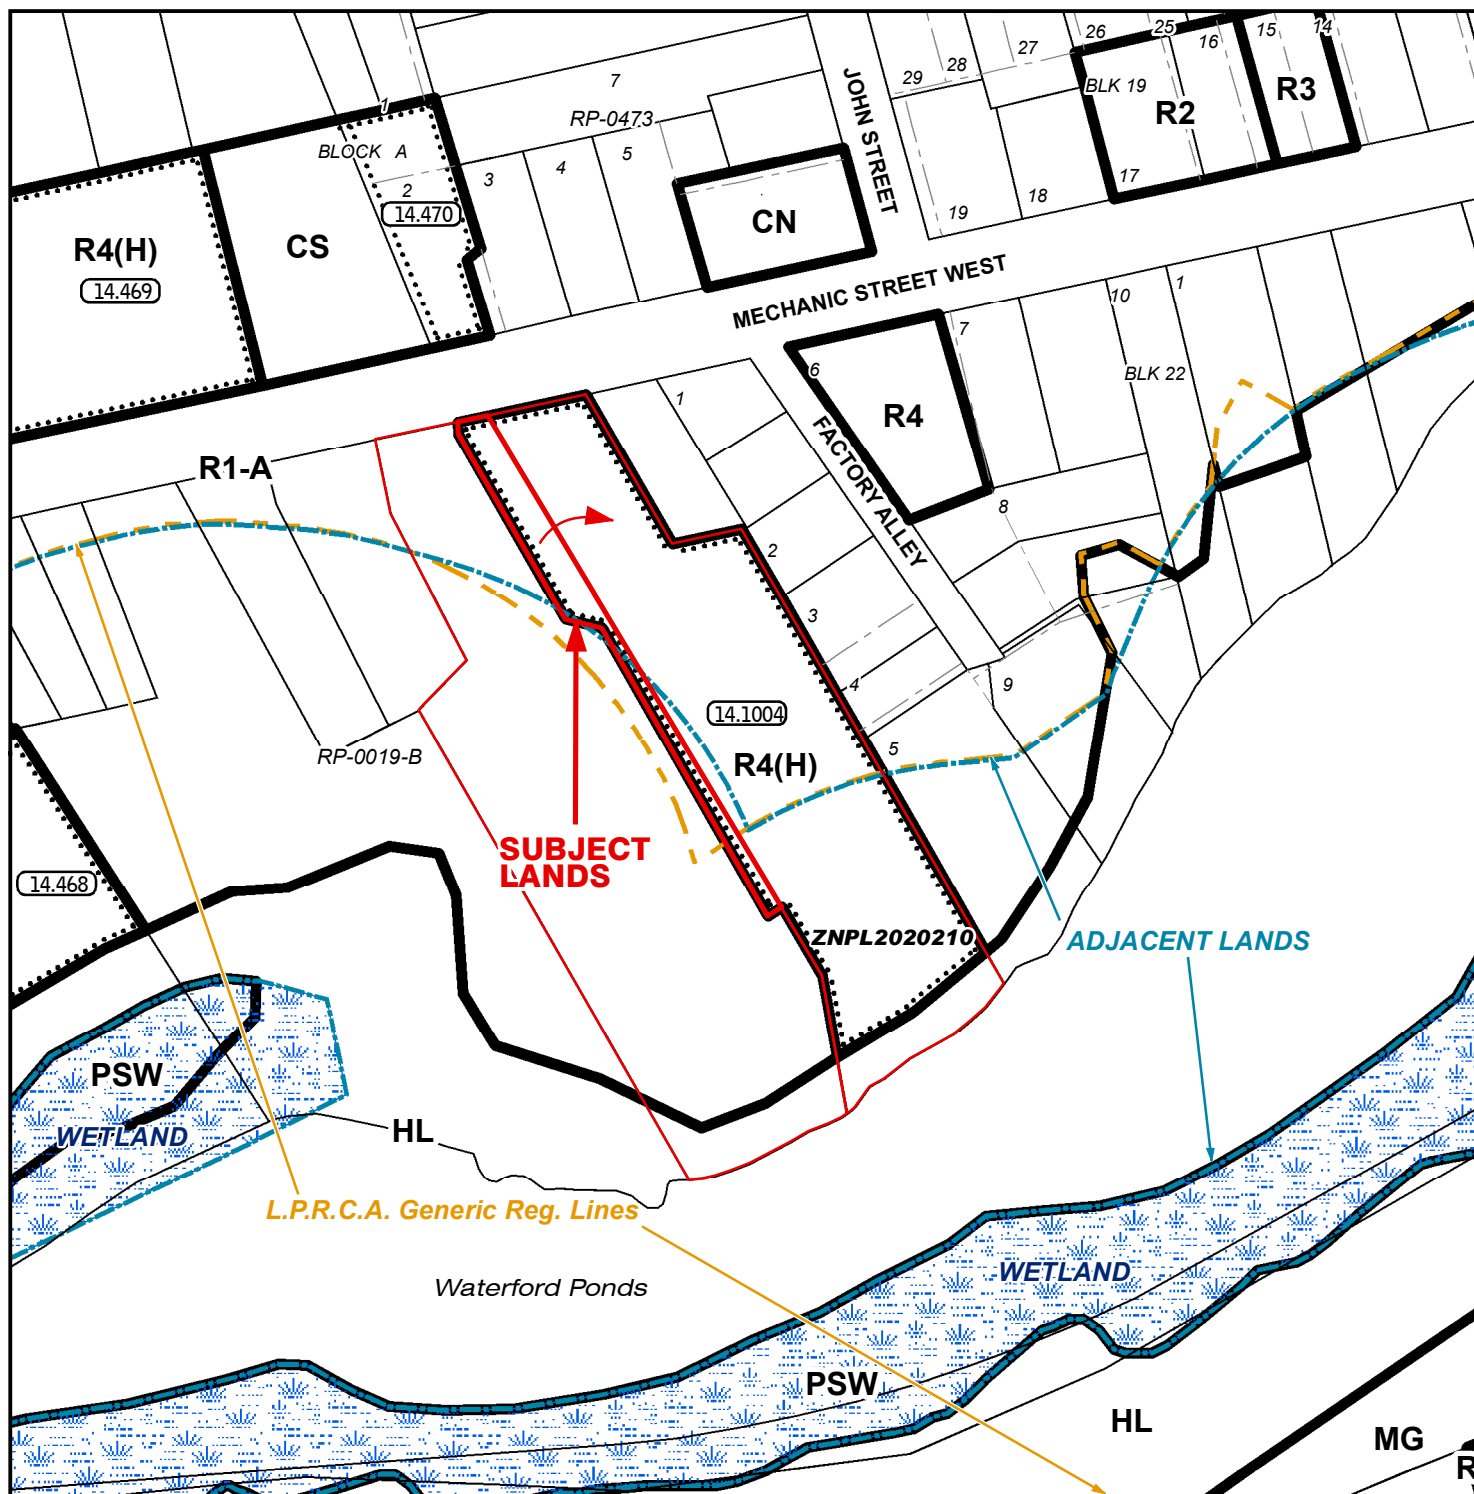 26
25
16
15
14
27
28
29
7
1
JOHN STREET
BLK 19
R2
R3
RP-0473
BLOCK A
2
3
4
5
17
18
19
14.470
CN
R4(H)
CS
14.469
MECHANIC STREET WEST
10
1
7
6
BLK 22
1
R4
FACTORY ALLEY
R1-A
8
2
3
4
9
5
14.1004
R4(H)
RP-0019-B
SUBJECT
LANDS
14.468
ZNPL2020210
ADJACENT LANDS
PSW
WETLAND
HL
L.P.R.C.A. Generic Reg. Lines
WETLAND
Waterford Ponds
PSW
HL
MG
R